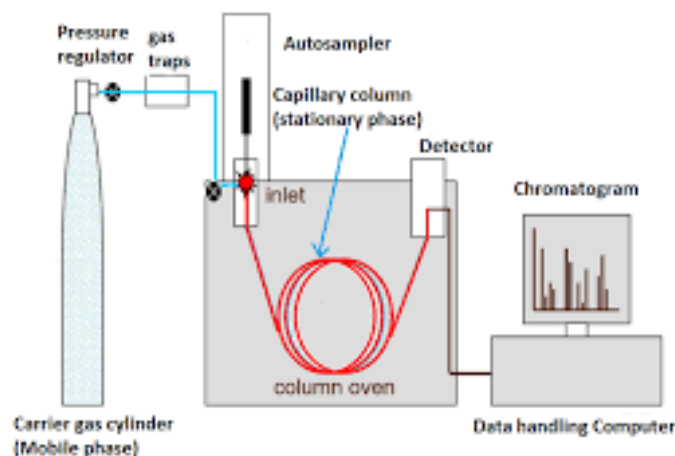 Pressure
regulator
gas
traps
Autosampler
Capillary column
(stationary phase)
Detector
Chromatogram
inlet
column oven
Carrier gas cylinder
(Mobile phase)
Data handling Computer